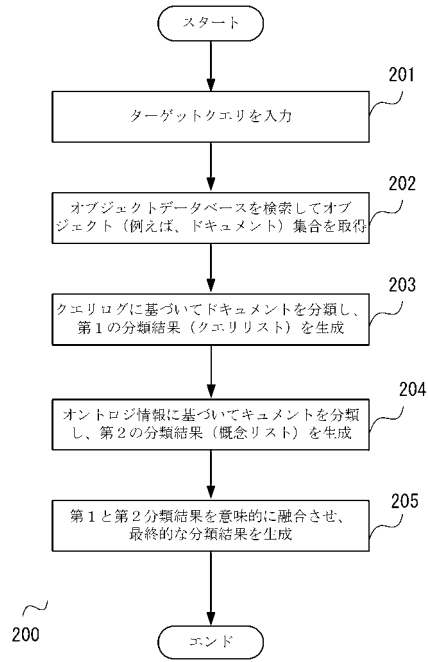 スタート
201
ターゲットクエリを入力
202
オブジェクトデータベースを検索してオブ
ジェクト（例えば、ドキュメント）集合を取得
203
クエリログに基づいてドキュメントを分類し、
第１の分類結果（クエリリスト）を生成
204
オントロジ情報に基づいてキュメントを分類
し、第２の分類結果（概念リスト）を生成
205
第１と第２分類結果を意味的に融合させ、
最終的な分類結果を生成
200
エンド